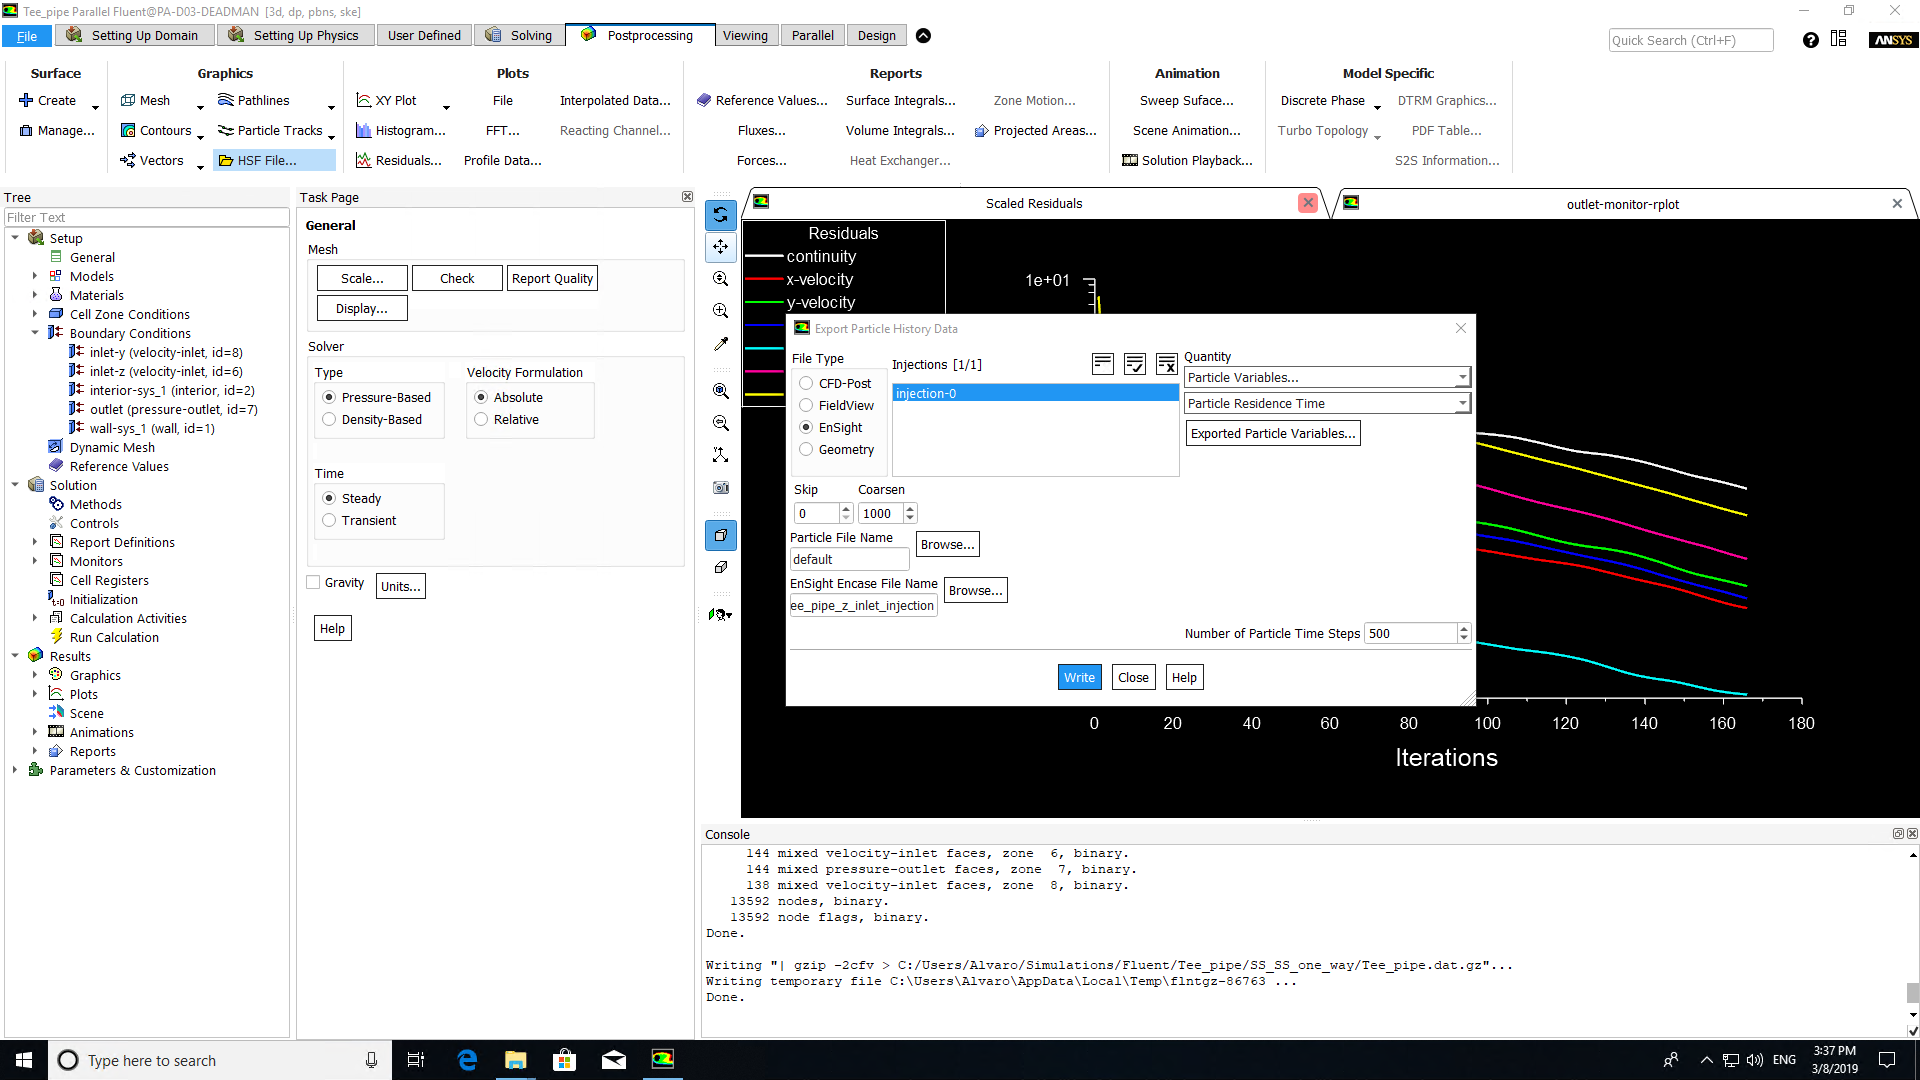 Tee_pipe Parallel Fluent@PA-D03-DEADMAN [3d, dp, pbns, ske]
File Setting Up Domain Setting Up Physics User Defined Solving Postprocessing Viewing Parallel Design Quick Search (Ctrl+F) ANSYS
Surface Graphics Plots Reports Animation Model Specific
Create Mesh Pathlines XY Plot File Interpolated Data... Reference Values... Surface Integrals... Zone Motion... Sweep Suface... Discrete Phase DTRM Graphics...
Manage... Contours Particle Tracks Histogram... FFT... Reacting Channel... Fluxes... Volume Integrals... Projected Areas... Scene Animation... Turbo Topology PDF Table...
Vectors HSF File... Residuals... Profile Data... Forces... Heat Exchanger... Solution Playback... S2S Information...
Tree
Filter Text
Setup
General
Models
Materials
Cell Zone Conditions
Boundary Conditions
inlet-y (velocity-inlet, id=8)
inlet-z (velocity-inlet, id=6)
interior-sys_1 (interior, id=2)
outlet (pressure-outlet, id=7)
wall-sys_1 (wall, id=1)
Dynamic Mesh
Reference Values
Solution
Methods
Controls
Report Definitions
Monitors
Cell Registers
Initialization
Calculation Activities
Run Calculation
Results
Graphics
Plots
Scene
Animations
Reports
Parameters & Customization
Task Page
General
Mesh
Scale... Check Report Quality
Display...
Solver
Type Velocity Formulation
Pressure-Based Absolute
Density-Based Relative
Time
Steady
Transient
Gravity Units...
Help
Scaled Residuals outlet-monitor-rplot
Residuals
continuity
x-velocity
y-velocity
1e+01
Export Particle History Data
File Type Injections [1/1] Quantity
CFD-Post injection-0 Particle Variables...
FieldView Particle Residence Time
EnSight Exported Particle Variables...
Geometry
Skip Coarsen
0 1000
Particle File Name Browse...
default
EnSight Encase File Name Browse...
ee_pipe_z_inlet_injection
Number of Particle Time Steps 500
Write Close Help
0 20 40 60 80 100 120 140 160 180
Iterations
Console
144 mixed velocity-inlet faces, zone 6, binary.
144 mixed pressure-outlet faces, zone 7, binary.
138 mixed velocity-inlet faces, zone 8, binary.
13592 nodes, binary.
13592 node flags, binary.
Done.
Writing "| gzip -2cfv > C:/Users/Alvaro/Simulations/Fluent/Tee_pipe/SS_SS_one_way/Tee_pipe.dat.gz"...
Writing temporary file C:\Users\Alvaro\AppData\Local\Temp\flntgz-86763 ...
Done.
Type here to search ENG 3:37 PM
3/8/2019